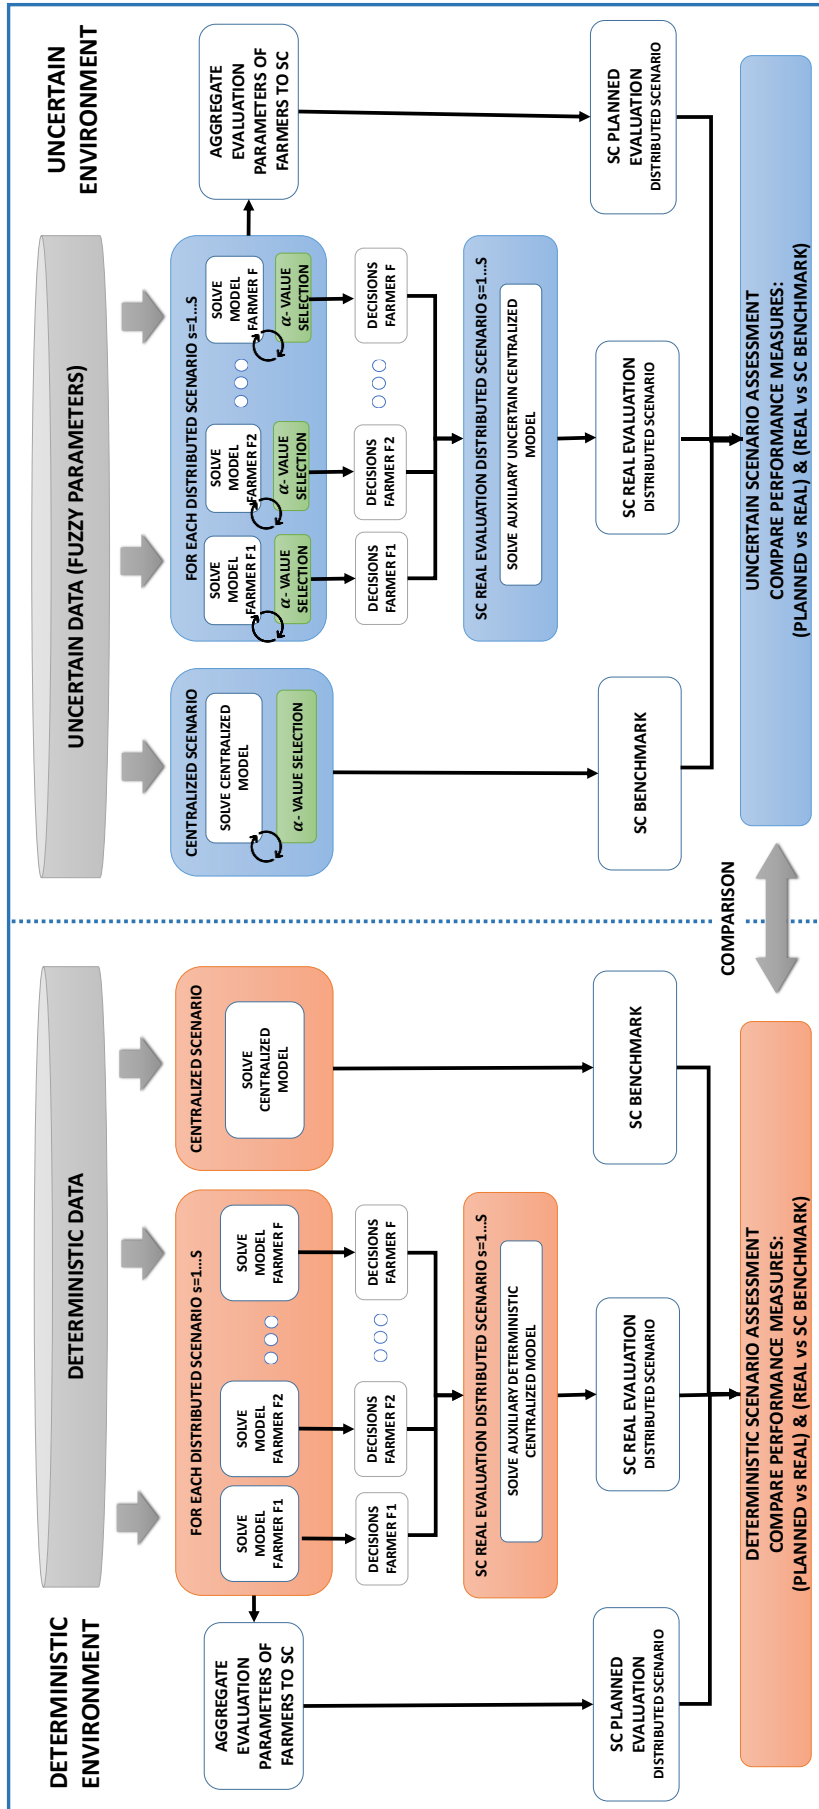 DETERMINISTIC
ENVIRONMENT
DETERMINISTIC DATA
FOR EACH DISTRIBUTED SCENARIO s=1...S
SOLVE
MODEL
FARMER F1
SOLVE
MODEL
FARMER F2
SOLVE
MODEL
FARMER F
CENTRALIZED SCENARIO
SOLVE
CENTRALIZED
MODEL
AGGREGATE
EVALUATION
PARAMETERS OF
FARMERS TO SC
DECISIONS
FARMER F1
DECISIONS
FARMER F2
DECISIONS
FARMER F
SC REAL EVALUATION DISTRIBUTED SCENARIO s=1...S
SOLVE AUXILIARY DETERMINISTIC
CENTRALIZED MODEL
SC PLANNED
EVALUATION
DISTRIBUTED SCENARIO
SC REAL EVALUATION
DISTRIBUTED SCENARIO
SC BENCHMARK
DETERMINISTIC SCENARIO ASSESSMENT
COMPARE PERFORMANCE MEASURES:
(PLANNED vs REAL) & (REAL vs SC BENCHMARK)
COMPARISON
UNCERTAIN
ENVIRONMENT
UNCERTAIN DATA (FUZZY PARAMETERS)
CENTRALIZED SCENARIO
SOLVE CENTRALIZED
MODEL
α- VALUE SELECTION
FOR EACH DISTRIBUTED SCENARIO s=1...S
SOLVE
MODEL
FARMER F1
α- VALUE
SELECTION
SOLVE
MODEL
FARMER F2
α- VALUE
SELECTION
SOLVE
MODEL
FARMER F
α- VALUE
SELECTION
AGGREGATE
EVALUATION
PARAMETERS OF
FARMERS TO SC
DECISIONS
FARMER F1
DECISIONS
FARMER F2
DECISIONS
FARMER F
SC REAL EVALUATION DISTRIBUTED SCENARIO s=1...S
SOLVE AUXILIARY UNCERTAIN CENTRALIZED
MODEL
SC BENCHMARK
SC REAL EVALUATION
DISTRIBUTED SCENARIO
SC PLANNED
EVALUATION
DISTRIBUTED SCENARIO
UNCERTAIN SCENARIO ASSESSMENT
COMPARE PERFORMANCE MEASURES:
(PLANNED vs REAL) & (REAL vs SC BENCHMARK)